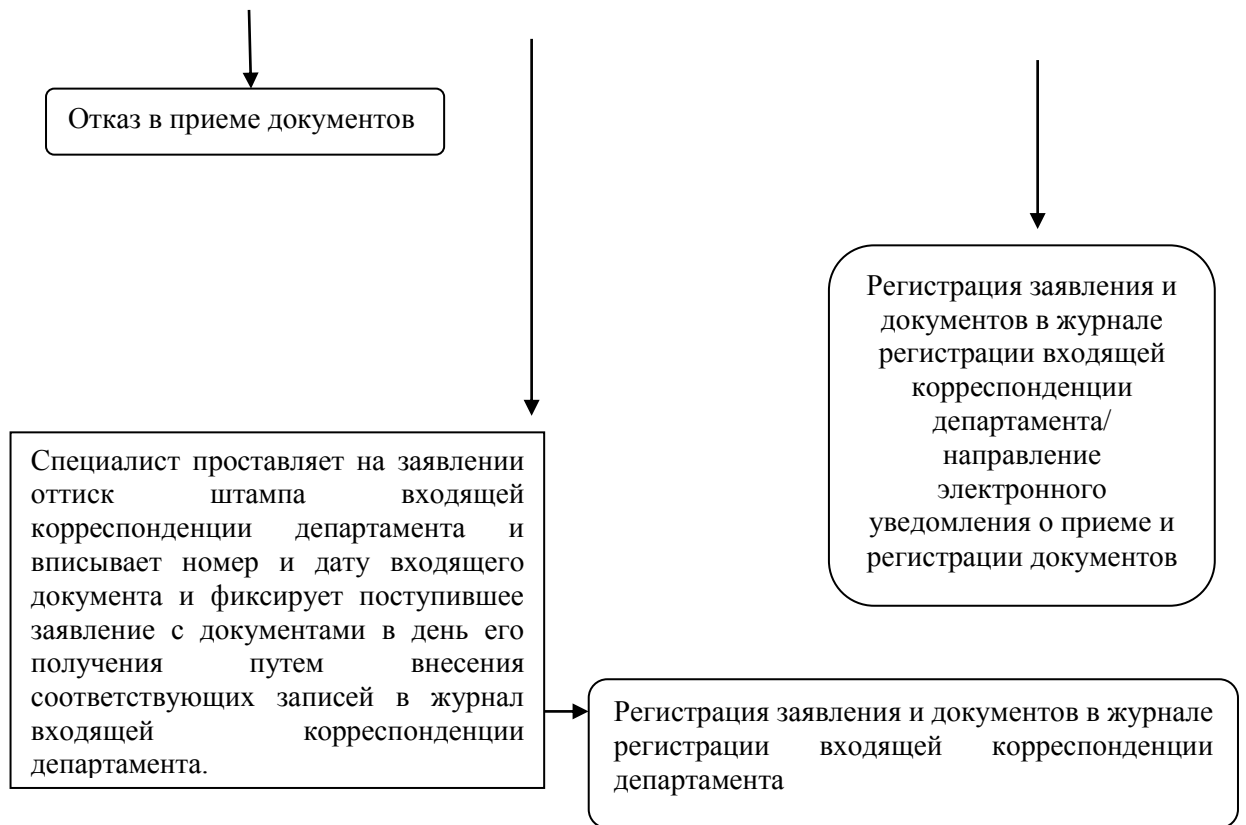 Отказ в приеме документов
Регистрация заявления и
документов в журнале
регистрации входящей
корреспонденции
департамента/
направление
электронного
уведомления о приеме и
регистрации документов
Специалист проставляет на заявлении
оттиск штампа входящей
корреспонденции департамента и
вписывает номер и дату входящего
документа и фиксирует поступившее
заявление с документами в день его
получения путем внесения
соответствующих записей в журнал
входящей корреспонденции
департамента.
Регистрация заявления и документов в журнале
регистрации входящей корреспонденции
департамента